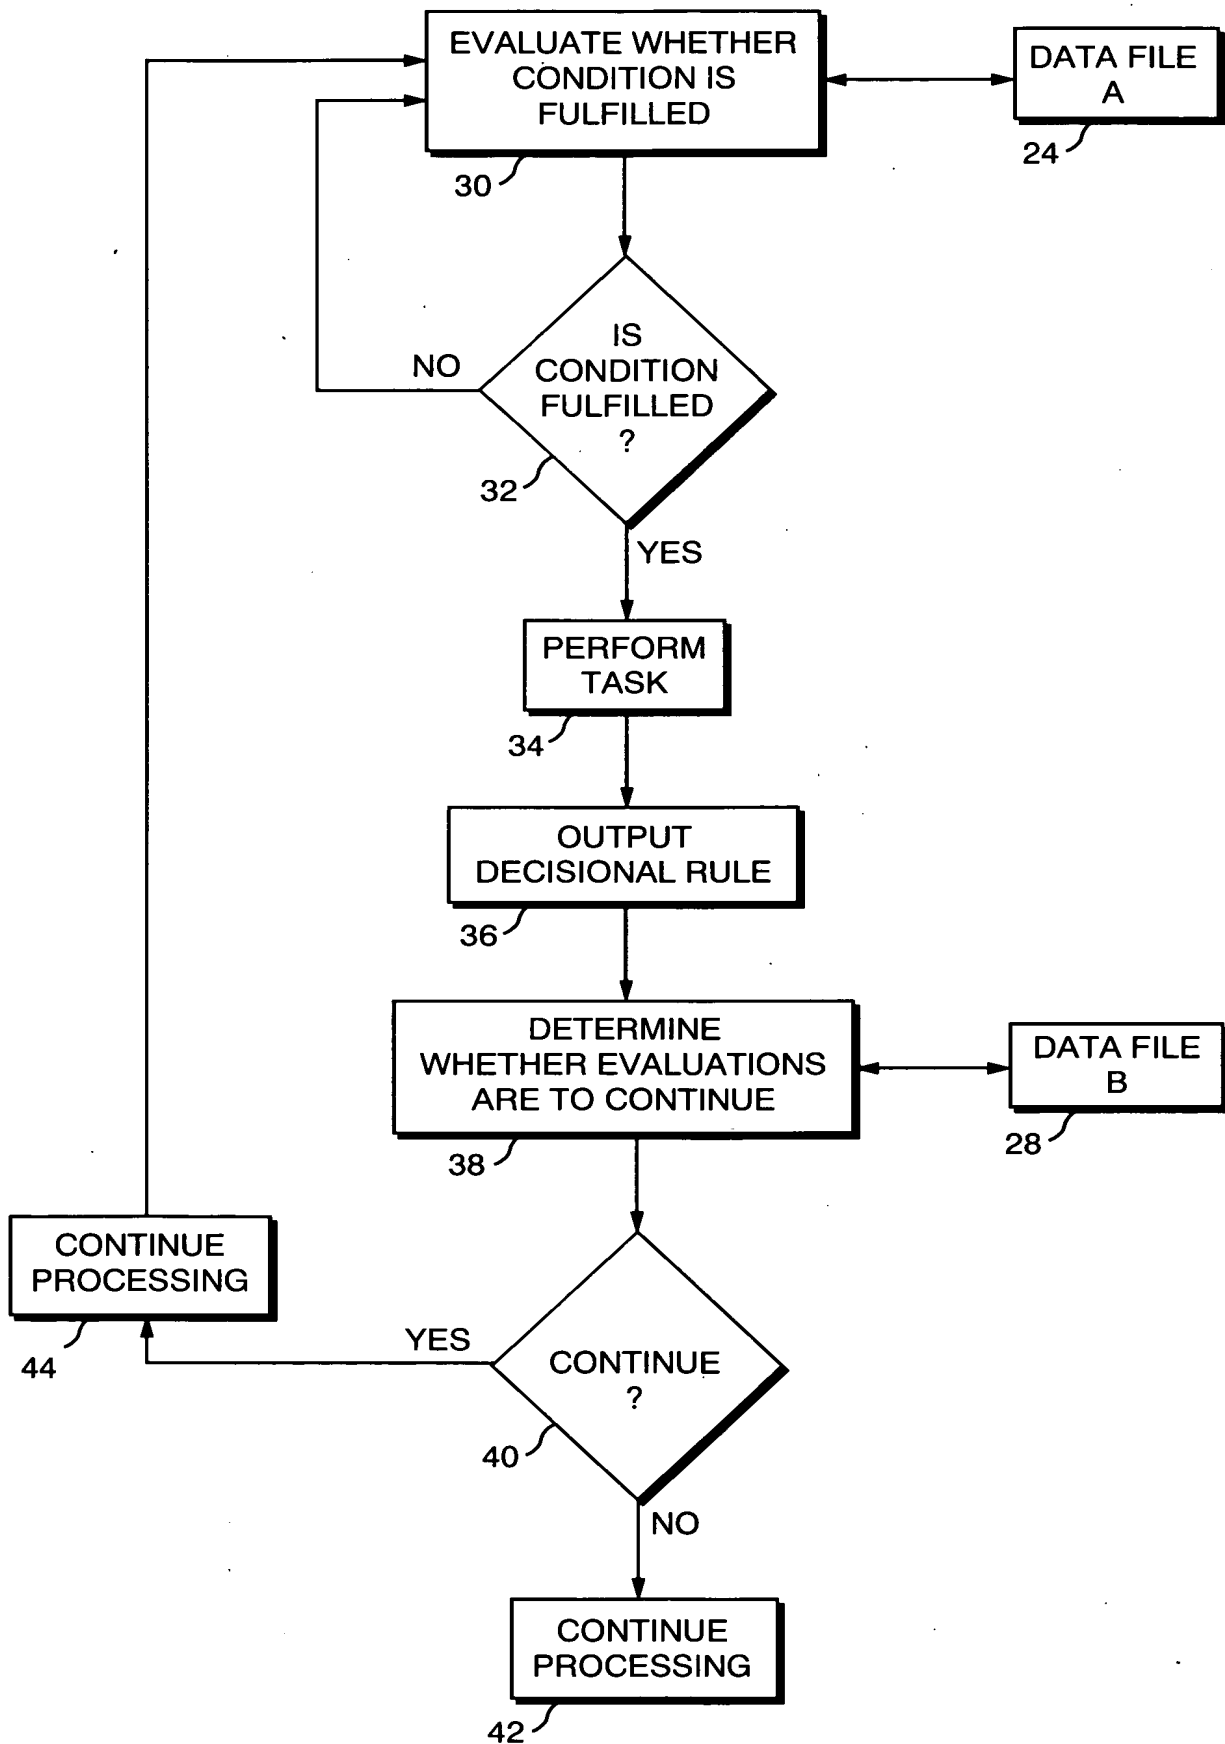 EVALUATE WHETHER
CONDITION IS
FULFILLED
30
DATA FILE
A
24
IS
CONDITION
FULFILLED
?
NO
32
YES
PERFORM
TASK
34
OUTPUT
DECISIONAL RULE
36
DETERMINE
WHETHER EVALUATIONS
ARE TO CONTINUE
38
DATA FILE
B
28
CONTINUE
PROCESSING
44
YES
CONTINUE
?
40
NO
CONTINUE
PROCESSING
42